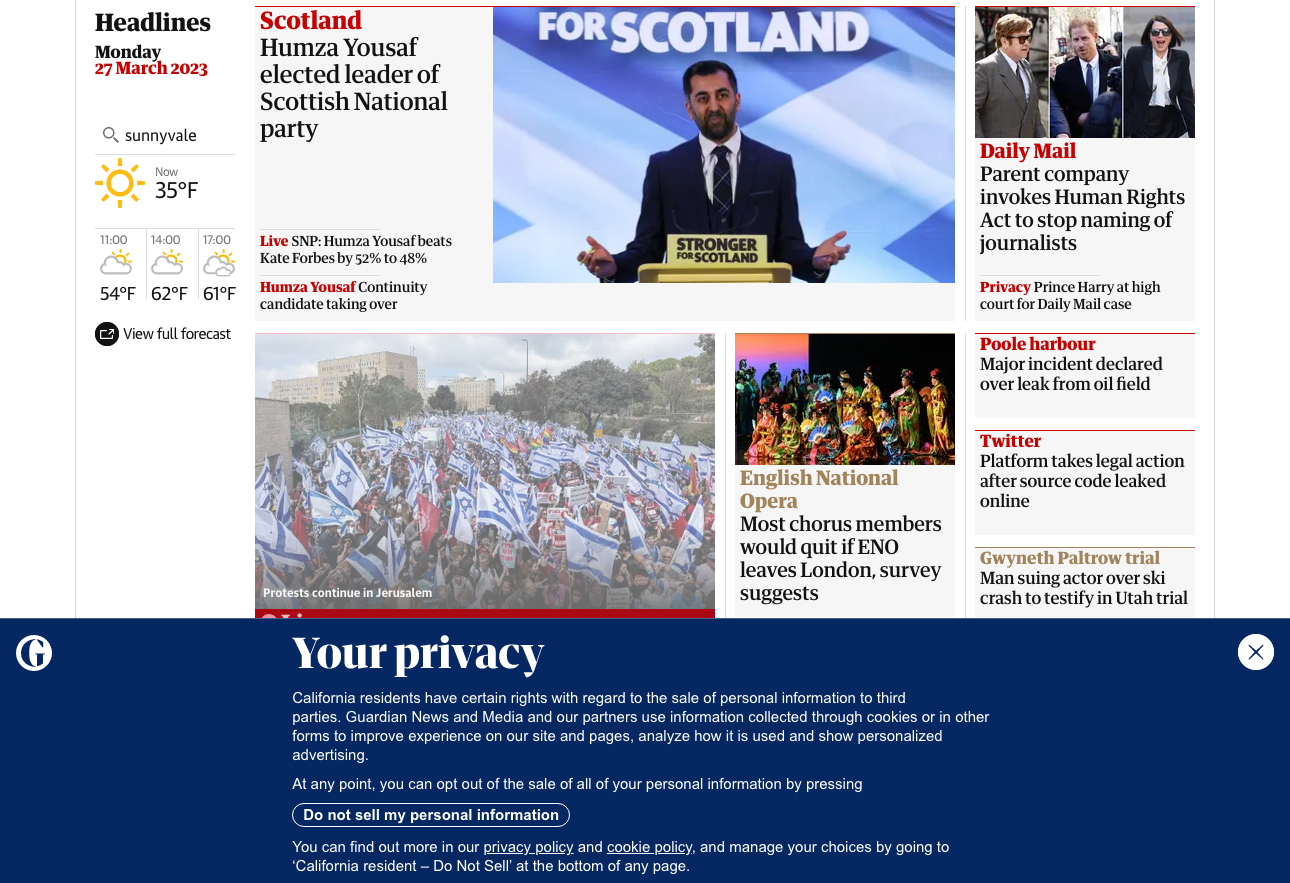 Headlines
Monday
27 March 2023
sunnyvale
Now
35°F
11:00
14:00
17:00
54°F
62°F
61°F
View full forecast
Scotland
Humza Yousaf
elected leader of
Scottish National
party
Live SNP: Humza Yousaf beats
Kate Forbes by 52% to 48%
Humza Yousaf Continuity
candidate taking over
FOR SCOTLAND
STRONGER
FOR SCOTLAND
Daily Mail
Parent company
invokes Human Rights
Act to stop naming of
journalists
Privacy Prince Harry at high
court for Daily Mail case
Protests continue in Jerusalem
English National
Opera
Most chorus members
would quit if ENO
leaves London, survey
suggests
Poole harbour
Major incident declared
over leak from oil field
Twitter
Platform takes legal action
after source code leaked
online
Gwyneth Paltrow trial
Man suing actor over ski
crash to testify in Utah trial
G
Your privacy
California residents have certain rights with regard to the sale of personal information to third
parties. Guardian News and Media and our partners use information collected through cookies or in other
forms to improve experience on our site and pages, analyze how it is used and show personalized
advertising.
At any point, you can opt out of the sale of all of your personal information by pressing
Do not sell my personal information
You can find out more in our privacy policy and cookie policy, and manage your choices by going to
‘California resident – Do Not Sell’ at the bottom of any page.